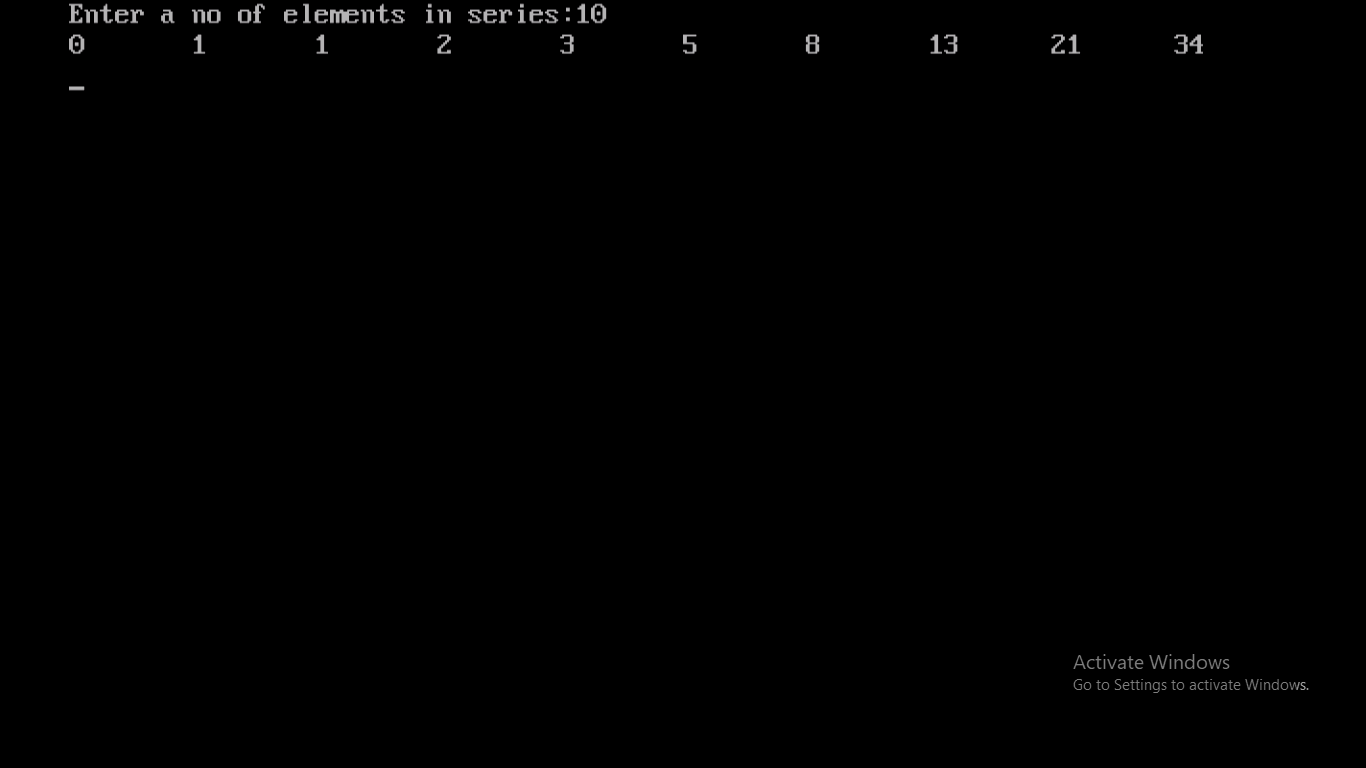 Enter a no of elements in series:10
0 1 1 2 3 5 8 13 21 34
Activate Windows
Go to Settings to activate Windows.